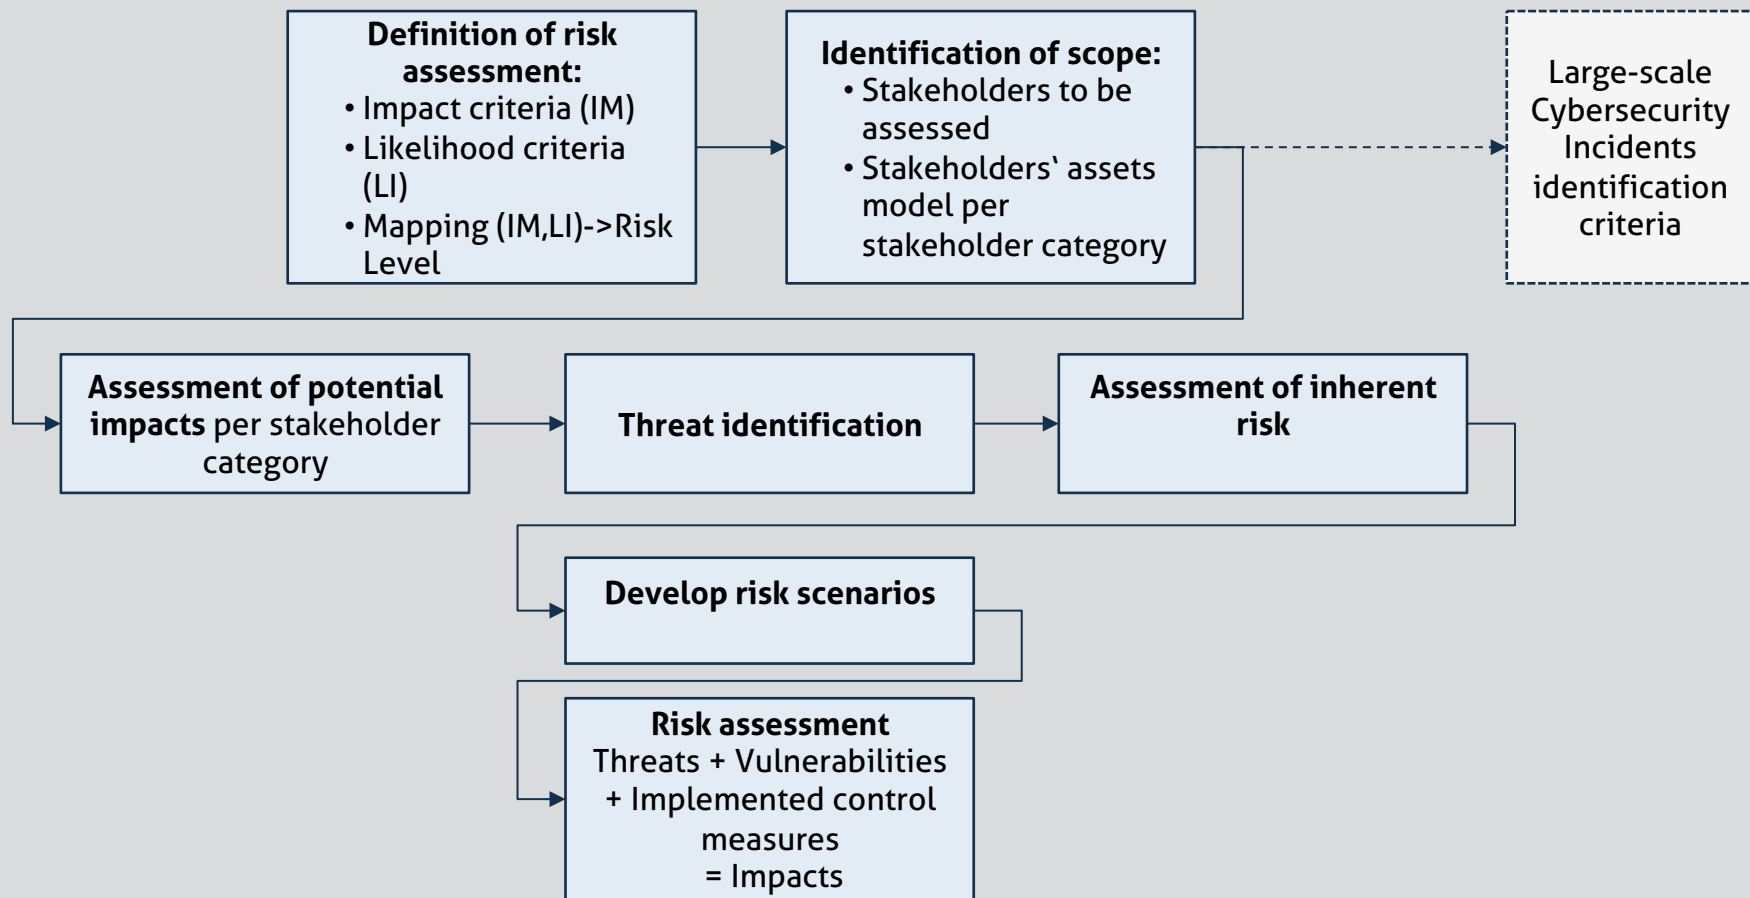 Definition of risk
assessment:
• Impact criteria (IM)
• Likelihood criteria
(LI)
• Mapping (IM,LI)->Risk
Level
Identification of scope:
• Stakeholders to be
assessed
• Stakeholders‘ assets
model per
stakeholder category
Large-scale
Cybersecurity
Incidents
identification
criteria
Assessment of potential
impacts per stakeholder
category
Threat identification
Assessment of inherent
risk
Develop risk scenarios
Risk assessment
Threats + Vulnerabilities
+ Implemented control
measures
= Impacts